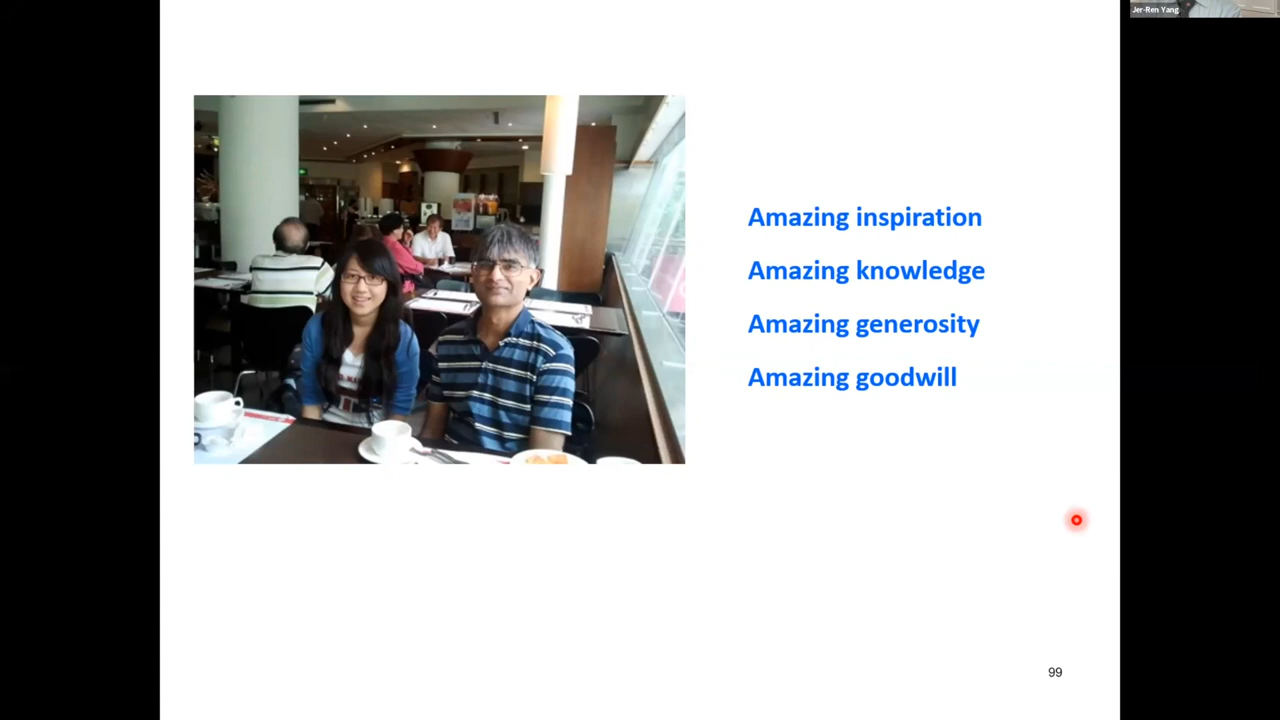 Jer-Ren Yang
Amazing inspiration
Amazing knowledge
Amazing generosity
Amazing goodwill
99